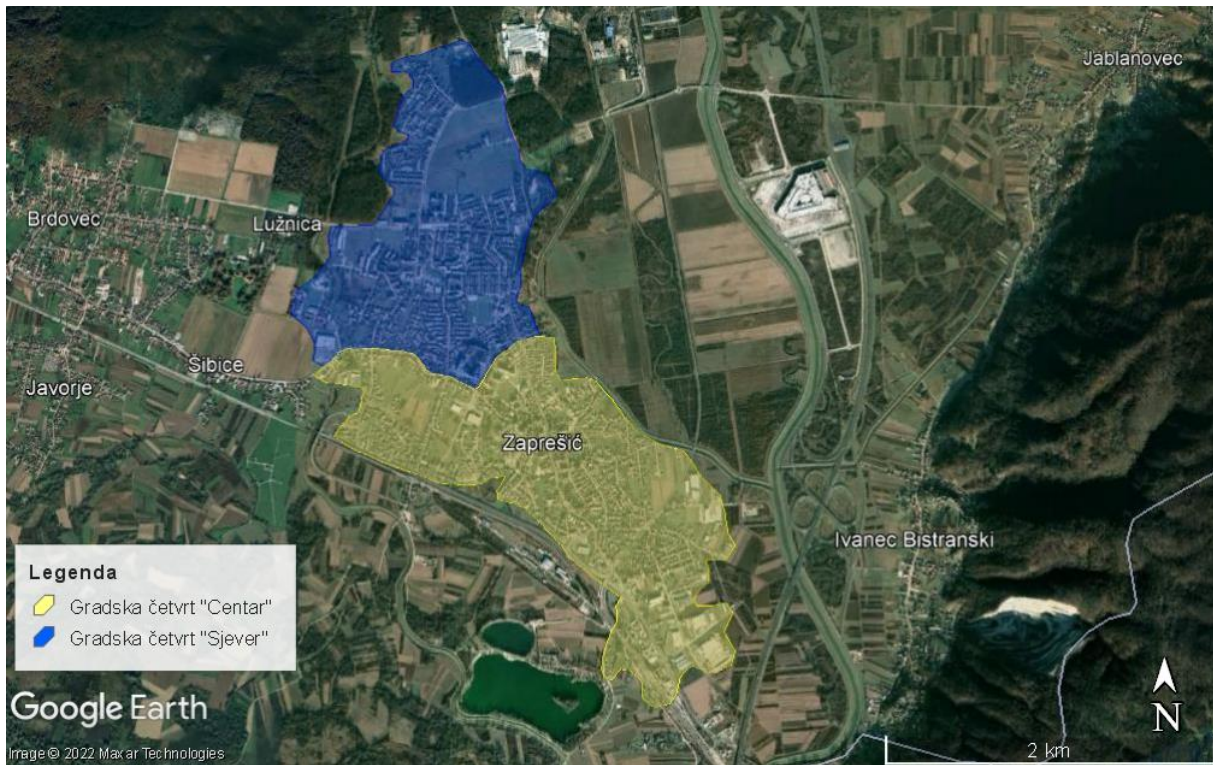 Jablanovec
Brdovec
Lužnica
Šibice
Javorje
Zaprešić
Ivanec Bistranski
Legenda
Gradska četvrt "Centar"
Gradska četvrt "Sjever"
Google Earth
Image © 2022 Maxar Technologies
N
2 km